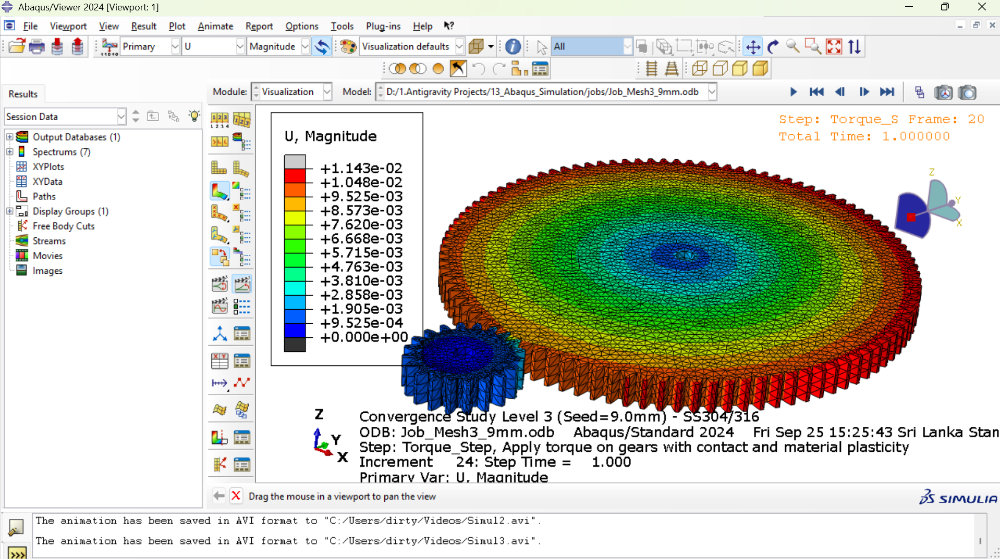 Abaqus/Viewer 2024 [Viewport: 1]
File Viewport View Result Plot Animate Report Options Tools Plug-ins Help
Primary U Magnitude Visualization defaults All
Results
Module: Visualization Model: D:/1.Antigravity Projects/13_Abaqus_Simulation/jobs/Job_Mesh3_9mm.odb
Session Data
Output Databases (1)
Spectrums (7)
XYPlots
XYData
Paths
Display Groups (1)
Free Body Cuts
Streams
Movies
Images
U, Magnitude
+1.143e-02
+1.048e-02
+9.525e-03
+8.573e-03
+7.620e-03
+6.668e-03
+5.715e-03
+4.763e-03
+3.810e-03
+2.858e-03
+1.905e-03
+9.525e-04
+0.000e+00
Step: Torque_S Frame: 20
Total Time: 1.000000
Z
Y
X
Z
Y
X
Convergence Study Level 3 (Seed=9.0mm) - SS304/316
ODB: Job_Mesh3_9mm.odb Abaqus/Standard 2024 Fri Sep 25 15:25:43 Sri Lanka Stan
Step: Torque_Step, Apply torque on gears with contact and material plasticity
Increment 24: Step Time = 1.000
Primary Var: U, Magnitude
Drag the mouse in a viewport to pan the view
SIMULIA
The animation has been saved in AVI format to "C:/Users/dirty/Videos/Simul2.avi".
The animation has been saved in AVI format to "C:/Users/dirty/Videos/Simul3.avi".
>>>